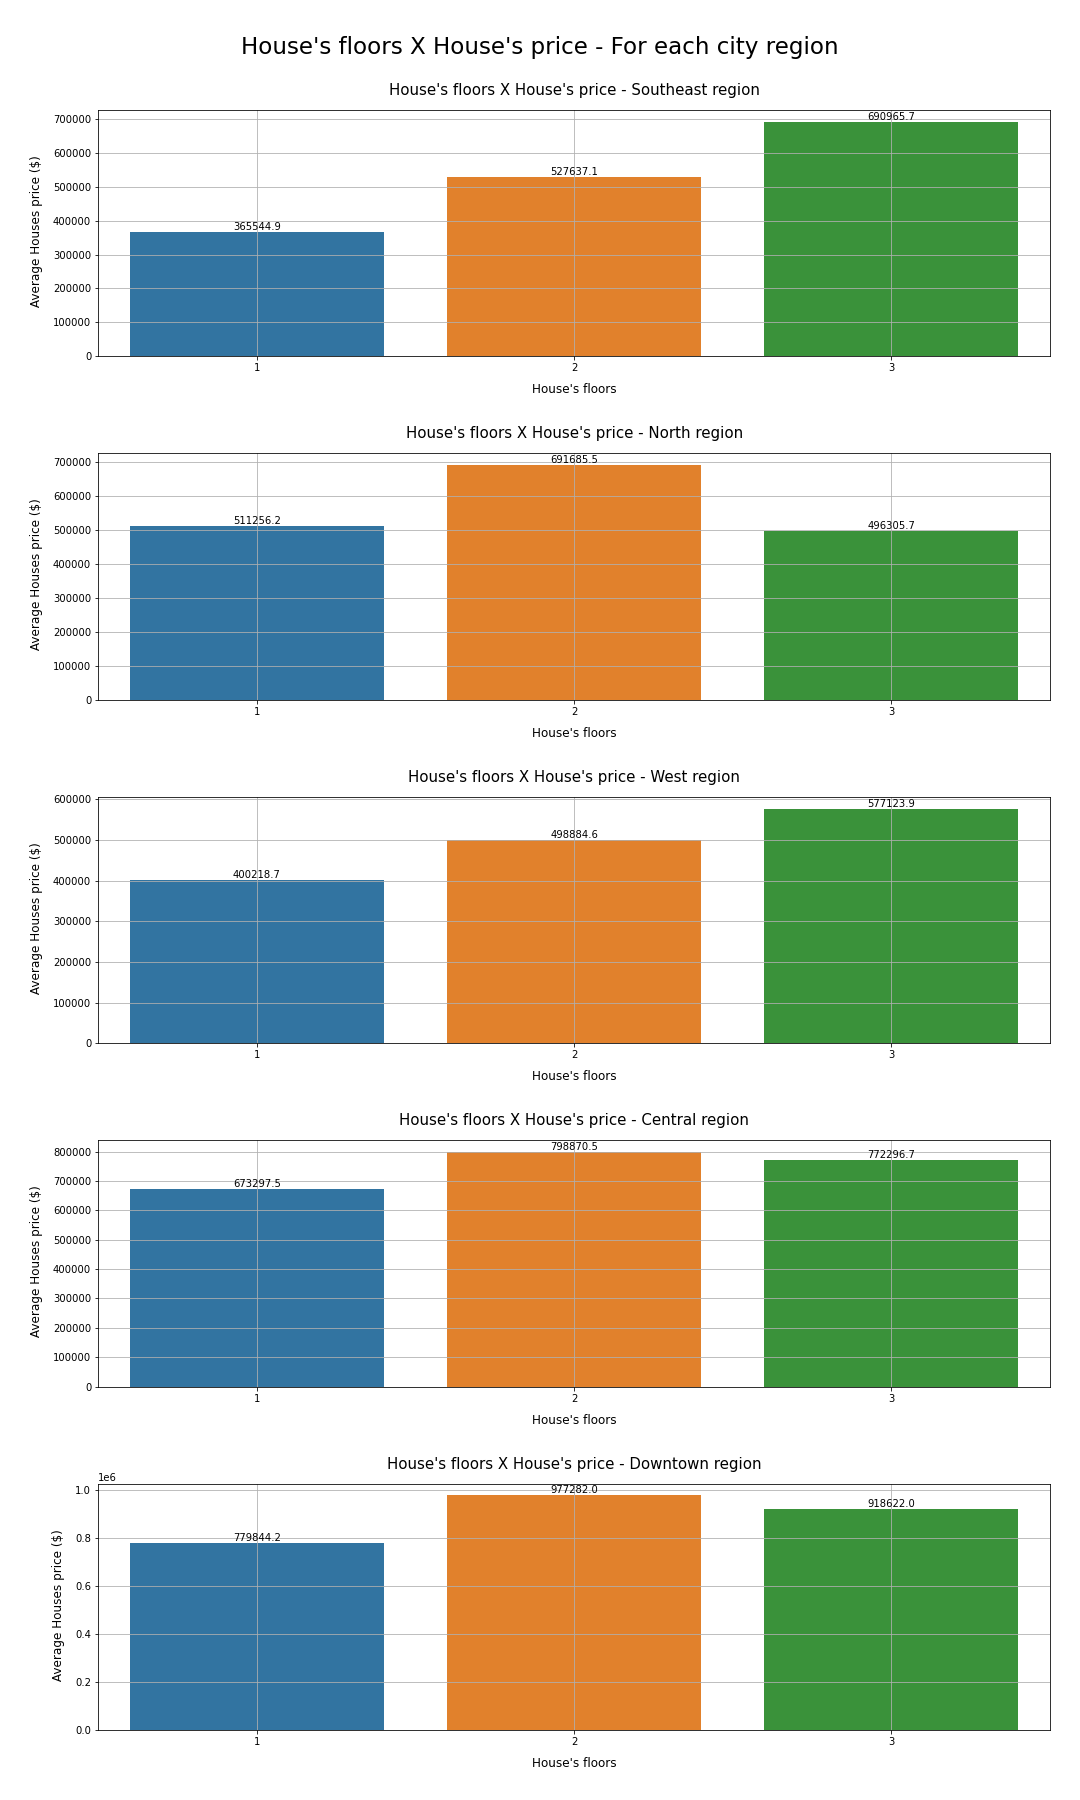 House's floors X House's price - For each city region
House's floors X House's price - Southeast region
Average Houses price ($)
700000
600000
500000
400000
300000
200000
100000
0
365544.9
527637.1
690965.7
1 2 3
House's floors
House's floors X House's price - North region
Average Houses price ($)
700000
600000
500000
400000
300000
200000
100000
0
511256.2
691685.5
496305.7
1 2 3
House's floors
House's floors X House's price - West region
Average Houses price ($)
600000
500000
400000
300000
200000
100000
0
400218.7
498884.6
577123.9
1 2 3
House's floors
House's floors X House's price - Central region
Average Houses price ($)
800000
700000
600000
500000
400000
300000
200000
100000
0
673297.5
798870.5
772296.7
1 2 3
House's floors
House's floors X House's price - Downtown region
1e6
Average Houses price ($)
1.0
0.8
0.6
0.4
0.2
0.0
779844.2
977282.0
918622.0
1 2 3
House's floors